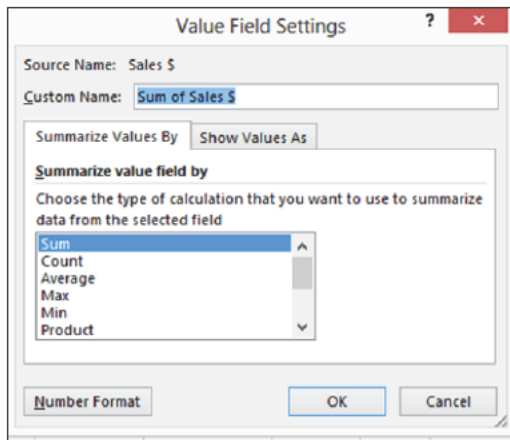 Value Field Settings ?
Source Name: Sales $
Custom Name: Sum of Sales $
Summarize Values By Show Values As
Summarize value field by
Choose the type of calculation that you want to use to summarize
data from the selected field
Sum
Count
Average
Max
Min
Product
Number Format OK Cancel